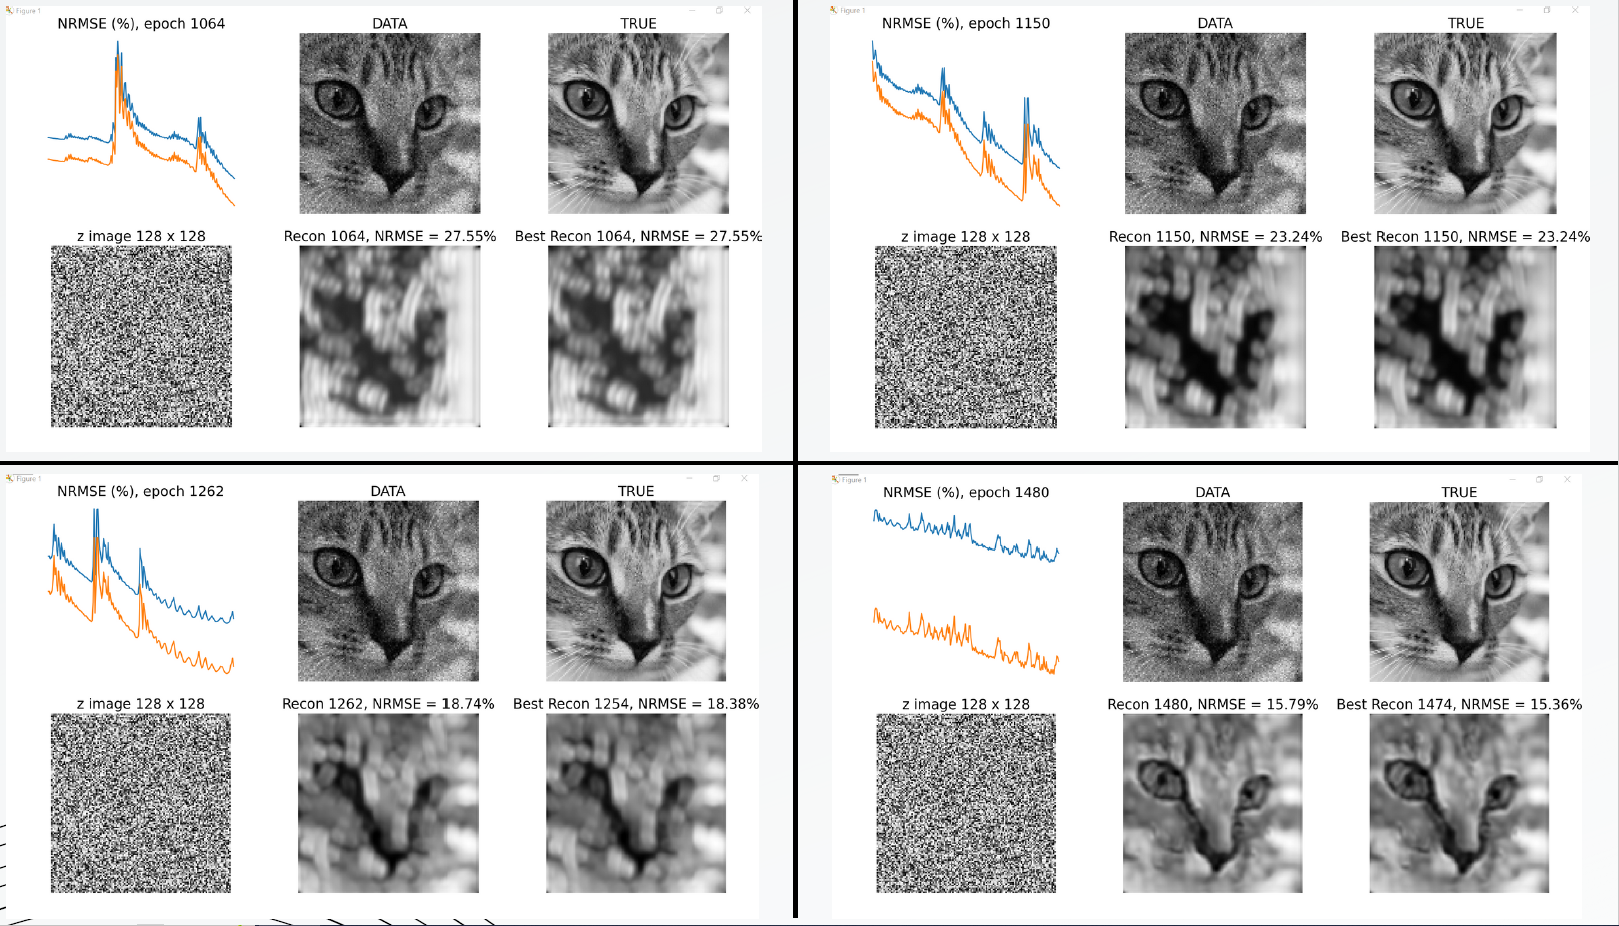 Figure 1
NRMSE (%), epoch 1064
DATA
TRUE
z image 128 x 128
Recon 1064, NRMSE = 27.55%
Best Recon 1064, NRMSE = 27.55%
Figure 1
NRMSE (%), epoch 1150
DATA
TRUE
z image 128 x 128
Recon 1150, NRMSE = 23.24%
Best Recon 1150, NRMSE = 23.24%
Figure 1
NRMSE (%), epoch 1262
DATA
TRUE
z image 128 x 128
Recon 1262, NRMSE = 18.74%
Best Recon 1254, NRMSE = 18.38%
Figure 1
NRMSE (%), epoch 1480
DATA
TRUE
z image 128 x 128
Recon 1480, NRMSE = 15.79%
Best Recon 1474, NRMSE = 15.36%